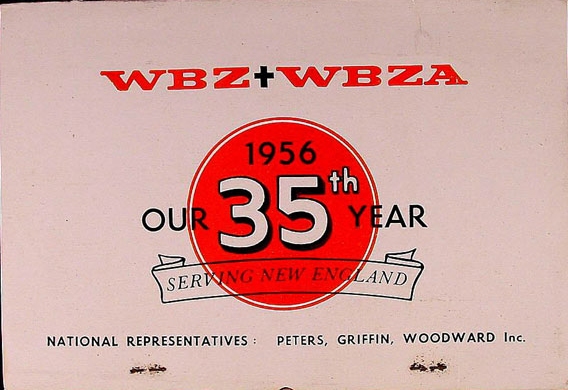 WBZ+WBZA
1956
OUR 35th YEAR
SERVING NEW ENGLAND
NATIONAL REPRESENTATIVES: PETERS, GRIFFIN, WOODWARD Inc.